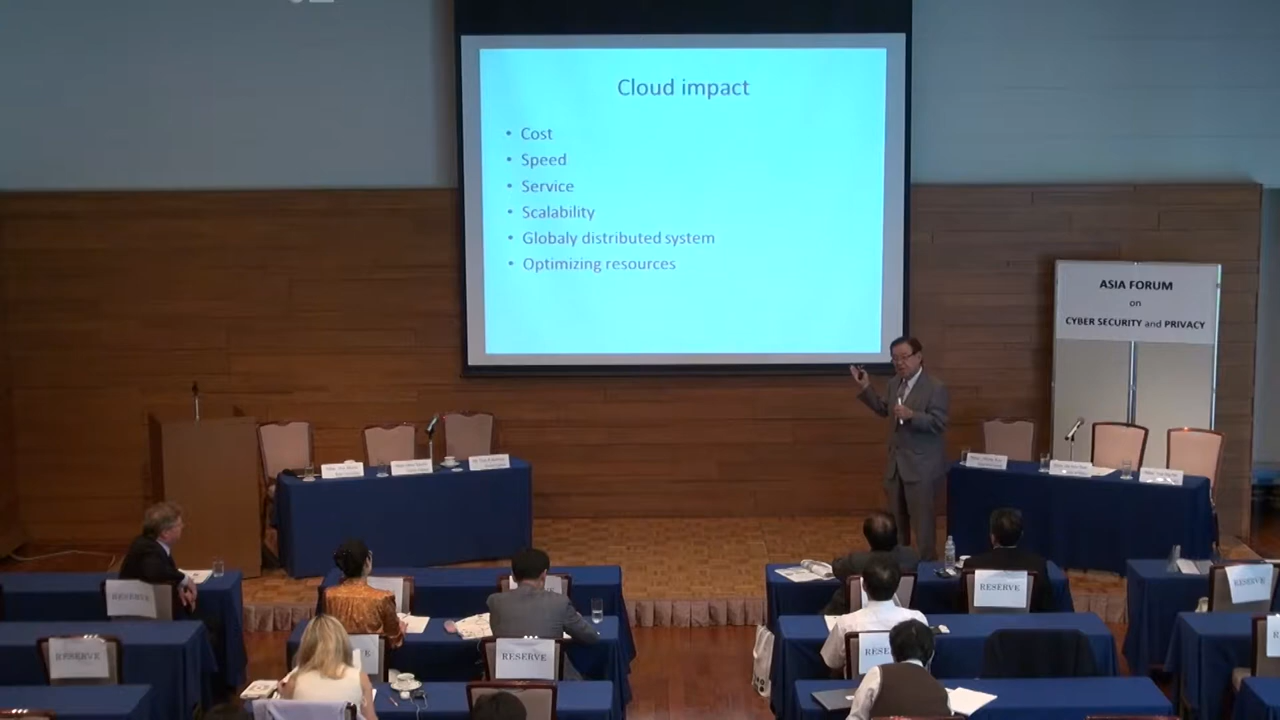 Cloud impact
• Cost
• Speed
• Service
• Scalability
• Globaly distributed system
• Optimizing resources
ASIA FORUM
on
CYBER SECURITY and PRIVACY
RESERVE
RESERVE
RESERVE
RESERVE
RESERVE